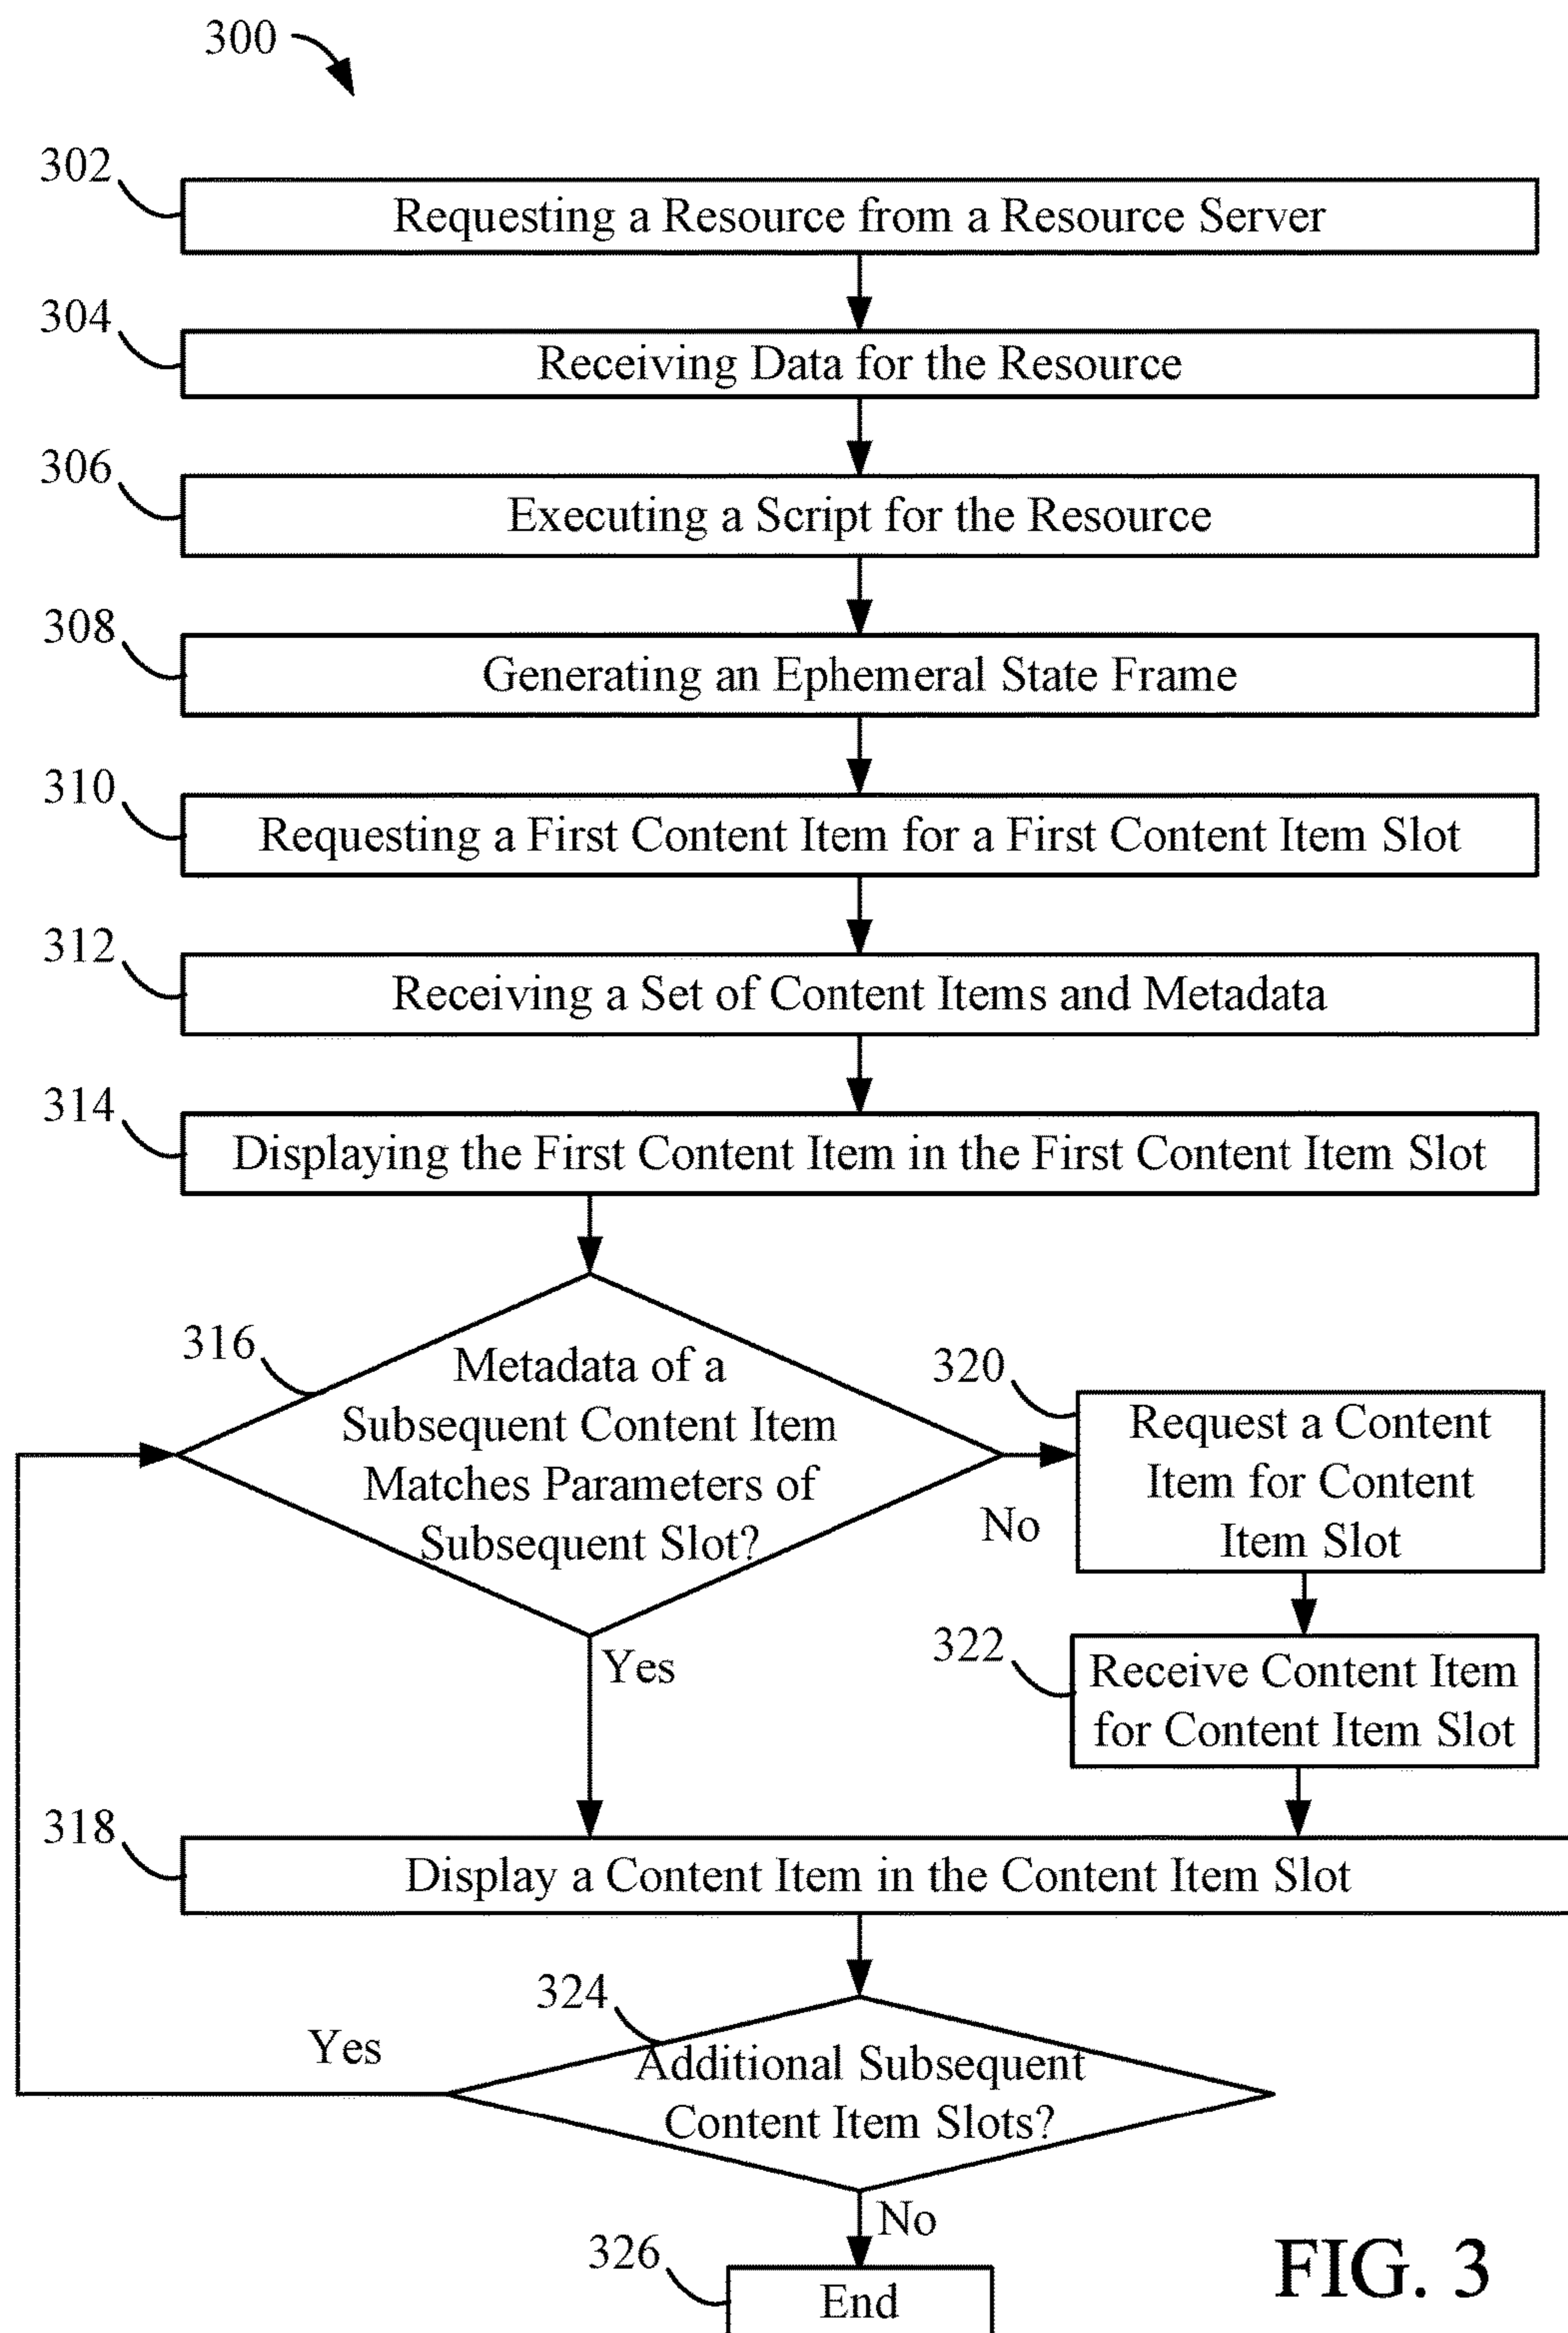 300
302
Requesting a Resource from a Resource Server
304
Receiving Data for the Resource
306
Executing a Script for the Resource
308
Generating an Ephemeral State Frame
310
Requesting a First Content Item for a First Content Item Slot
312
Receiving a Set of Content Items and Metadata
314
Displaying the First Content Item in the First Content Item Slot
316
Metadata of a
Subsequent Content Item
Matches Parameters of
Subsequent Slot?
No
320
Request a Content
Item for Content
Item Slot
Yes
322
Receive Content Item
for Content Item Slot
318
Display a Content Item in the Content Item Slot
324
Yes
Additional Subsequent
Content Item Slots?
No
326
End
FIG. 3